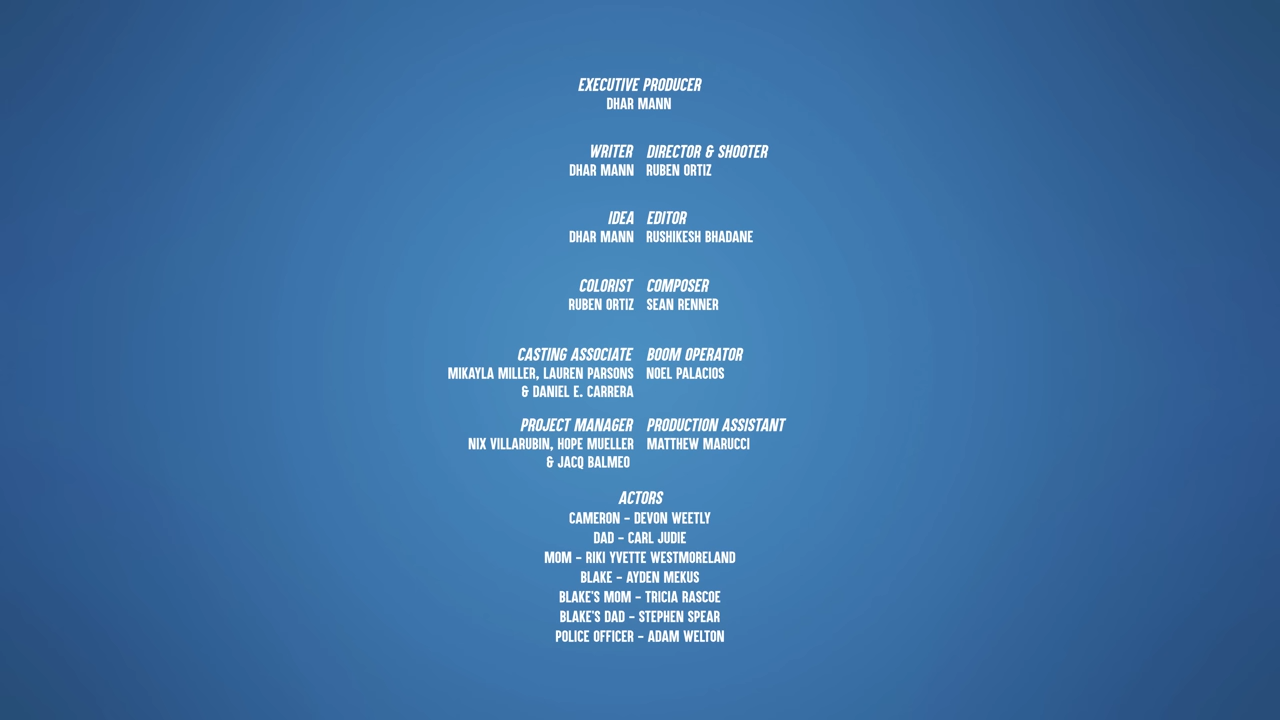 EXECUTIVE PRODUCER
DHAR MANN
WRITER DIRECTOR & SHOOTER
DHAR MANN RUBEN ORTIZ
IDEA EDITOR
DHAR MANN RUSHIKESH BHADANE
COLORIST COMPOSER
RUBEN ORTIZ SEAN RENNER
CASTING ASSOCIATE BOOM OPERATOR
MIKAYLA MILLER, LAUREN PARSONS NOEL PALACIOS
& DANIEL E. CARRERA
PROJECT MANAGER PRODUCTION ASSISTANT
NIX VILLARUBIN, HOPE MUELLER MATTHEW MARUCCI
& JACQ BALMEO
ACTORS
CAMERON – DEVON WEETLY
DAD – CARL JUDIE
MOM – RIKI YVETTE WESTMORELAND
BLAKE – AYDEN MEKUS
BLAKE'S MOM – TRICIA RASCOE
BLAKE'S DAD – STEPHEN SPEAR
POLICE OFFICER – ADAM WELTON